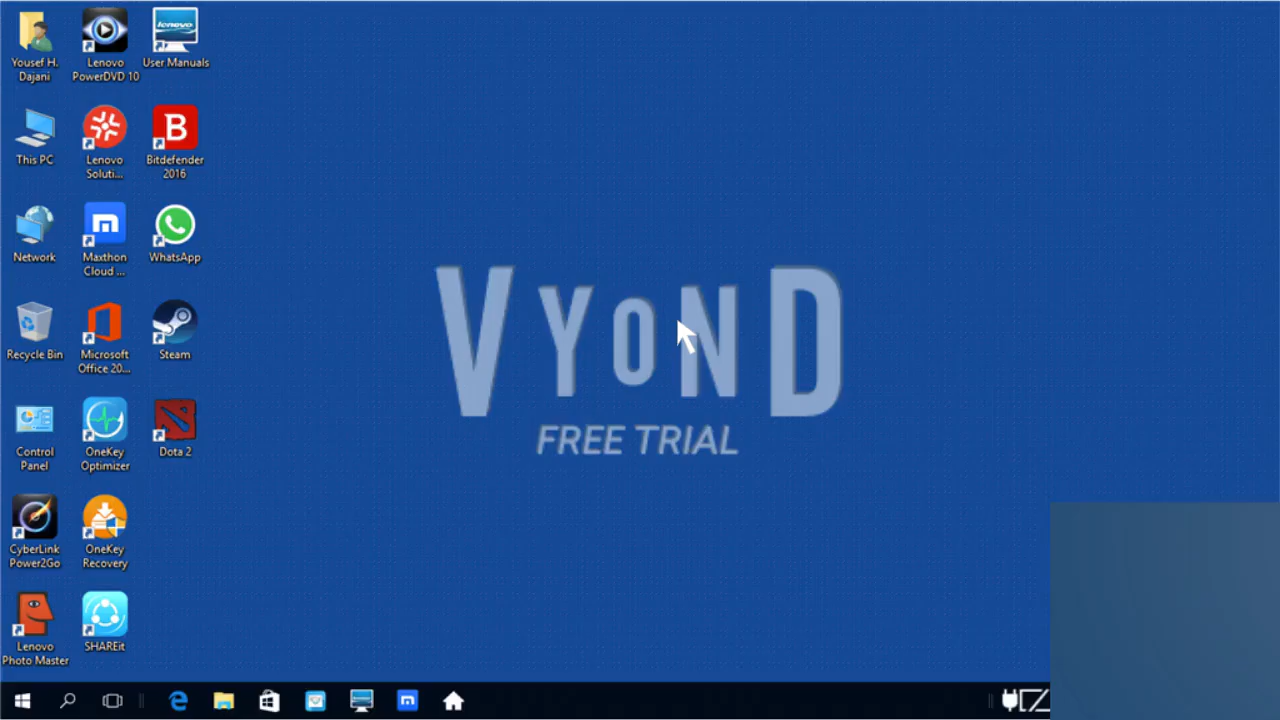 Yousef H.
Dajani
Lenovo
PowerDVD 10
lenovo
User Manuals
This PC
Lenovo
Soluti...
B
Bitdefender
2016
Network
m
Maxthon
Cloud ...
WhatsApp
Recycle Bin
Microsoft
Office 20...
Steam
Control
Panel
OneKey
Optimizer
Dota 2
CyberLink
Power2Go
OneKey
Recovery
Lenovo
Photo Master
SHAREit
VYOND
FREE TRIAL